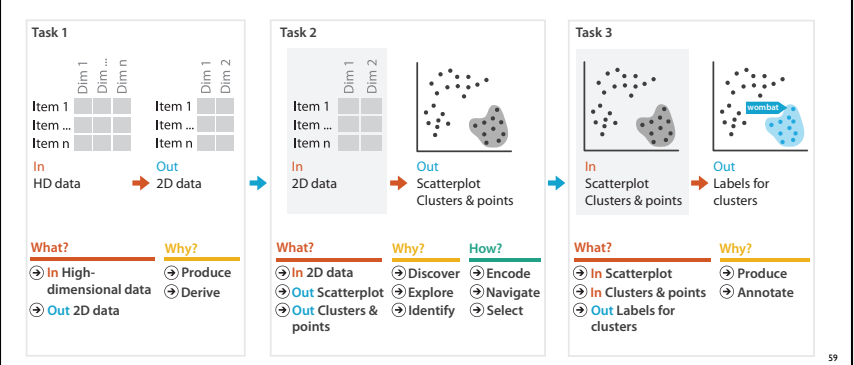 Task 1
Dim 1
Dim ...
Dim n
Dim 1
Dim 2
Item 1
Item ...
Item n
Item 1
Item ...
Item n
In
HD data
Out
2D data
What?
In High-
dimensional data
Out 2D data
Why?
Produce
Derive
Task 2
Dim 1
Dim 2
Item 1
Item ...
Item n
In
2D data
Out
Scatterplot
Clusters & points
What?
In 2D data
Out Scatterplot
Out Clusters &
points
Why?
Discover
Explore
Identify
How?
Encode
Navigate
Select
Task 3
wombat
In
Scatterplot
Clusters & points
Out
Labels for
clusters
What?
In Scatterplot
In Clusters & points
Out Labels for
clusters
Why?
Produce
Annotate
59